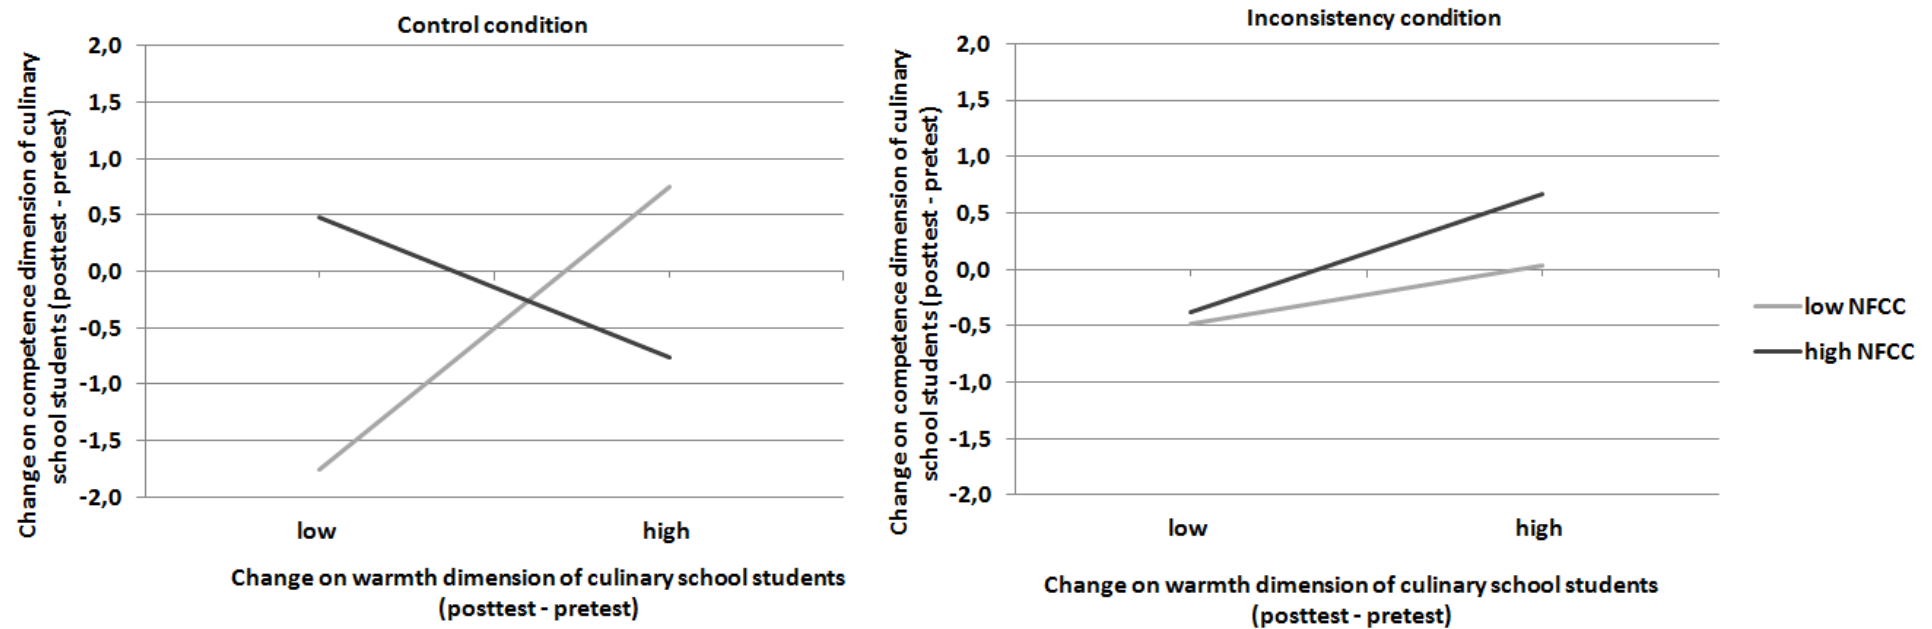 Control condition
Change on competence dimension of culinary
school students (posttest - pretest)
2,0
1,5
1,0
0,5
0,0
-0,5
-1,0
-1,5
-2,0
low high
Change on warmth dimension of culinary school students
(posttest - pretest)
Inconsistency condition
Change on competence dimension of culinary
school students (posttest - pretest)
2,0
1,5
1,0
0,5
0,0
-0,5
-1,0
-1,5
-2,0
low high
Change on warmth dimension of culinary school students
(posttest - pretest)
low NFCC
high NFCC